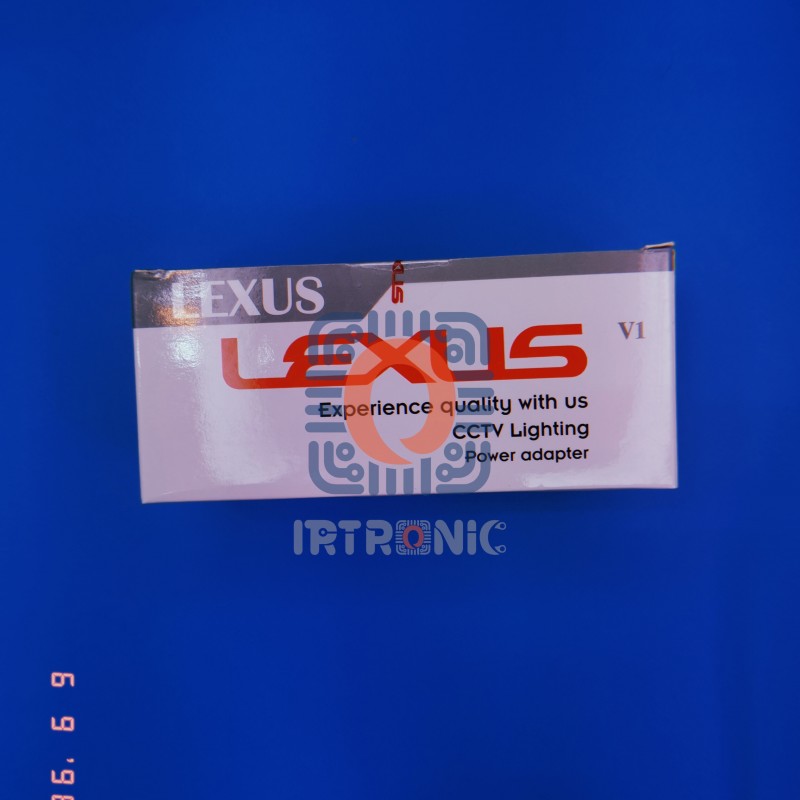 LEXUS
LEXUS
V1
Experience quality with us
CCTV Lighting
Power adapter
IRTRONIC